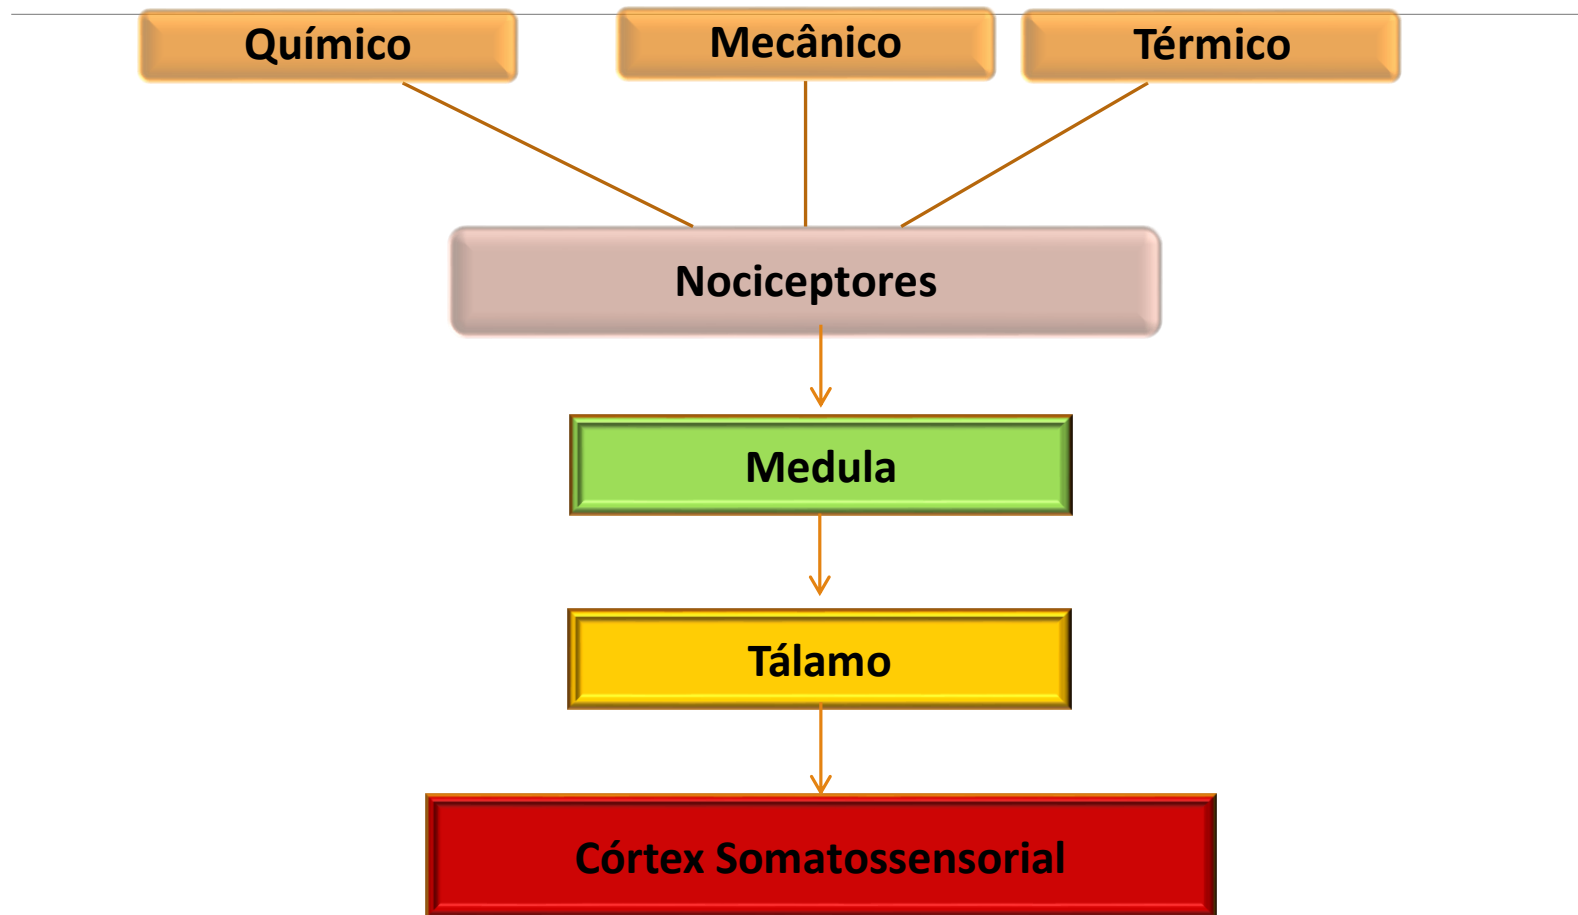 Químico
Mecânico
Térmico
Nociceptores
Medula
Tálamo
Córtex Somatossensorial